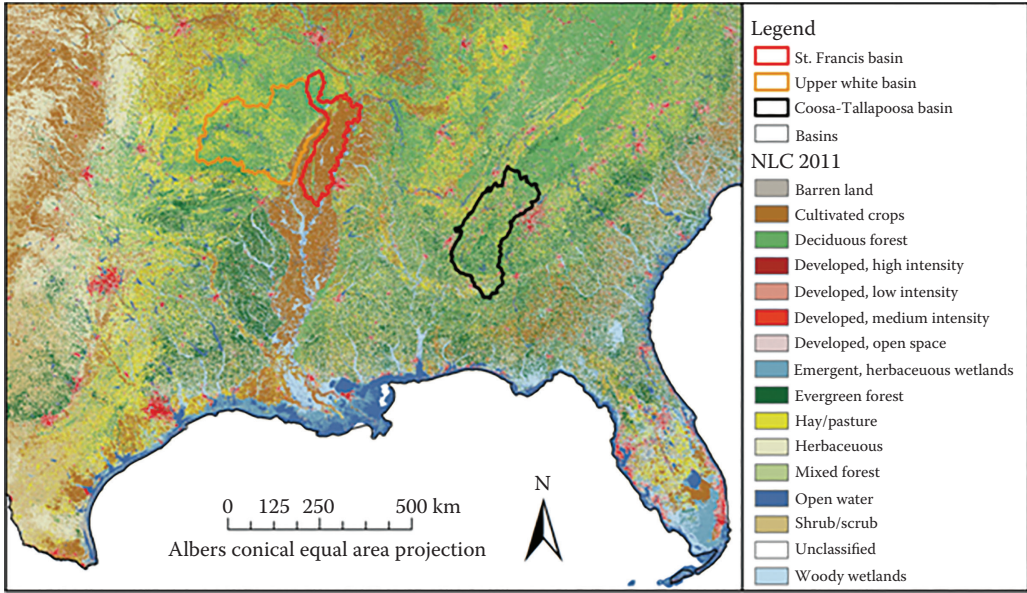 Legend
St. Francis basin
Upper white basin
Coosa-Tallapoosa basin
Basins
NLC 2011
Barren land
Cultivated crops
Deciduous forest
Developed, high intensity
Developed, low intensity
Developed, medium intensity
Developed, open space
Emergent, herbaceous wetlands
Evergreen forest
Hay/pasture
Herbaceous
Mixed forest
Open water
Shrub/scrub
Unclassified
Woody wetlands
N
0 125 250 500 km
Albers conical equal area projection